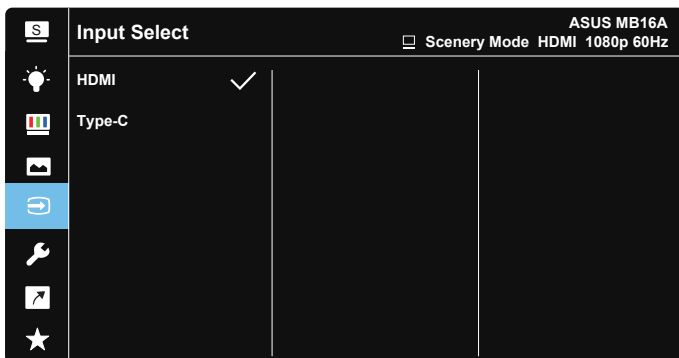 S
Input Select
ASUS MB16A
Scenery Mode HDMI 1080p 60Hz
HDMI
Type-C